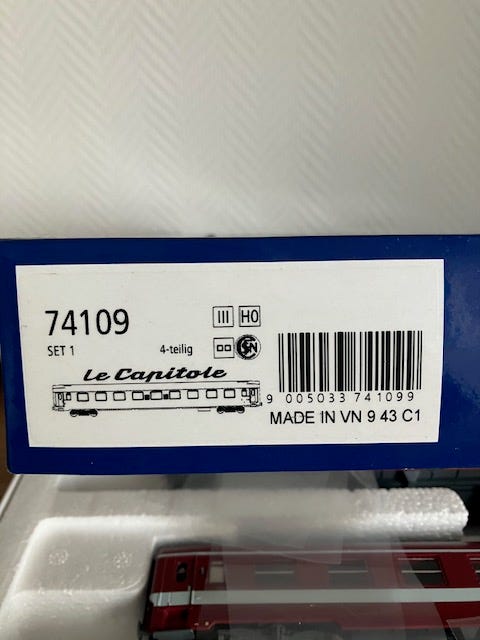 74109
III H0
SET 1
4-teilig
Le Capitole
9 005033 741099
MADE IN VN 9 43 C1